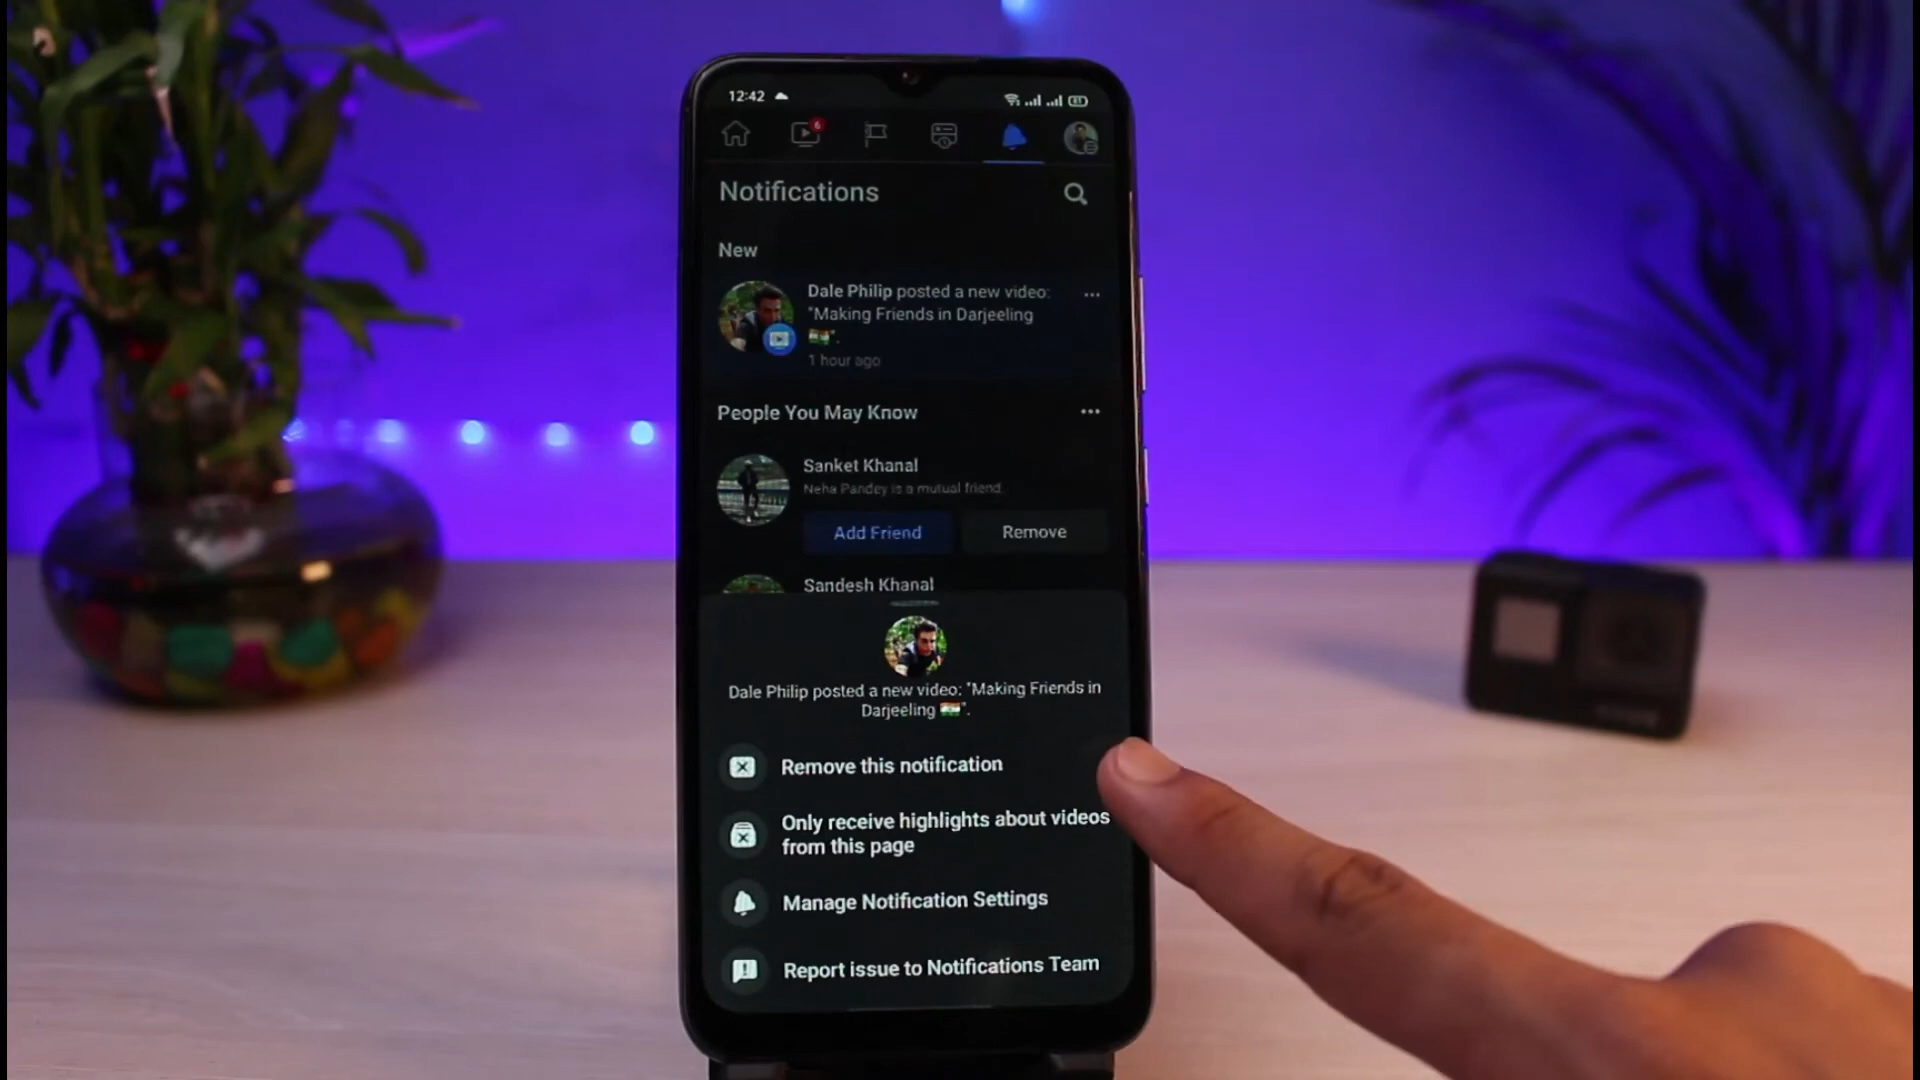 12:42
6
Notifications
New
Dale Philip posted a new video:
"Making Friends in Darjeeling
🇮🇳".
1 hour ago
People You May Know
Sanket Khanal
Neha Pandey is a mutual friend.
Add Friend
Remove
Sandesh Khanal
Dale Philip posted a new video: "Making Friends in
Darjeeling 🇮🇳".
Remove this notification
Only receive highlights about videos
from this page
Manage Notification Settings
Report issue to Notifications Team